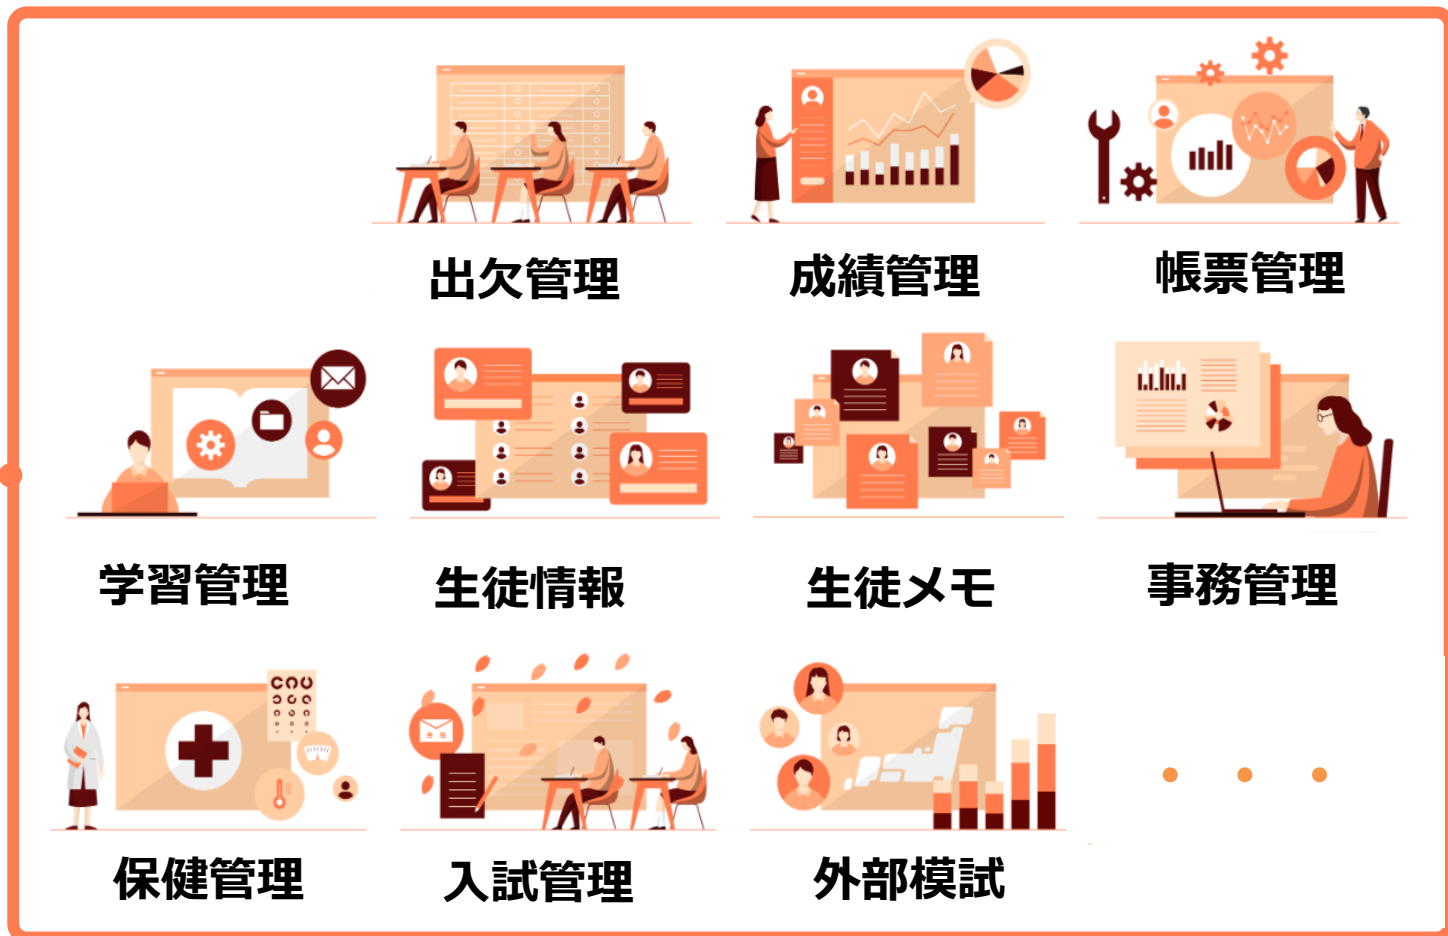 出欠管理
成績管理
帳票管理
学習管理
生徒情報
生徒メモ
事務管理
保健管理
入試管理
外部模試